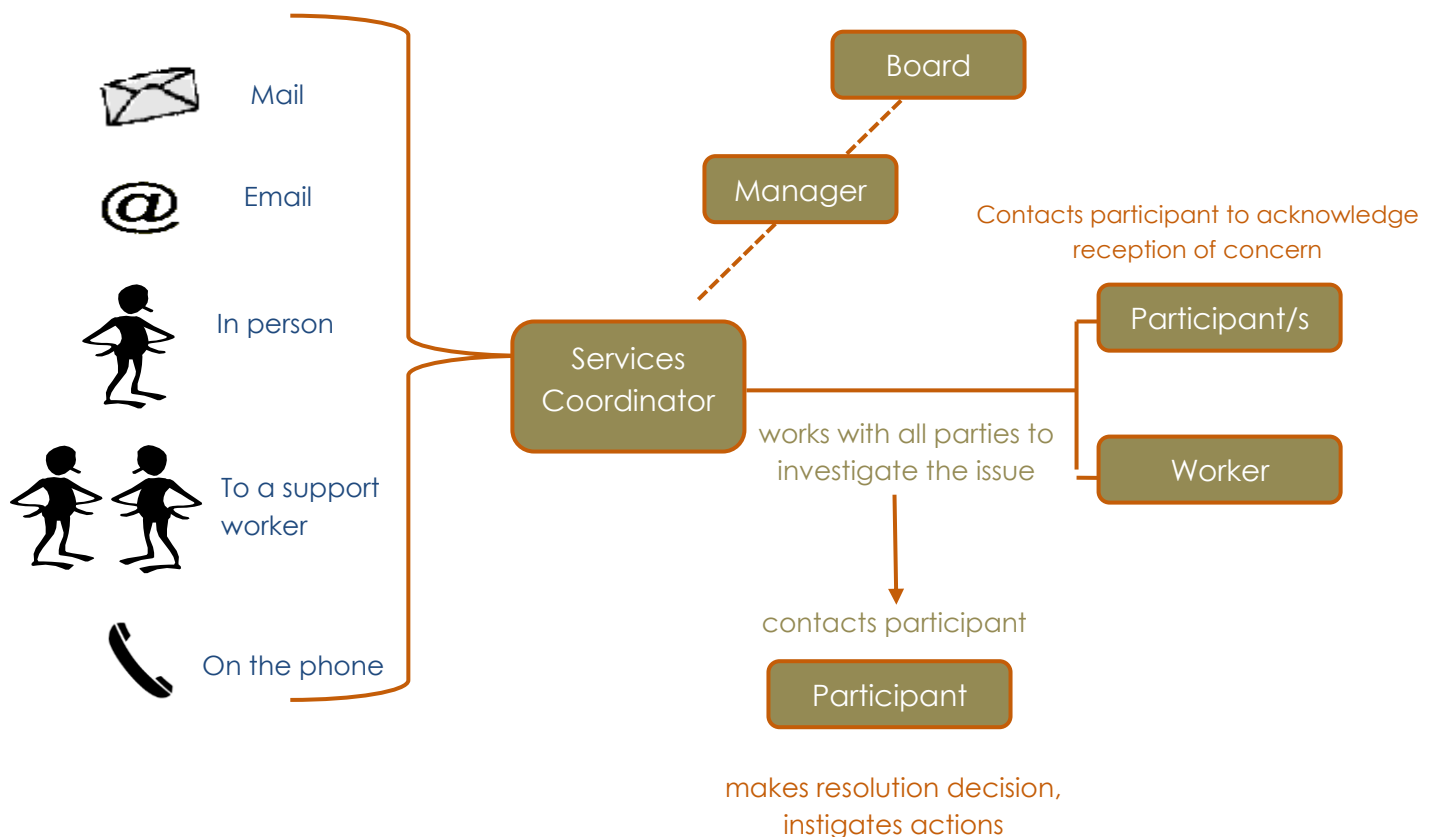 Mail
Email
In person
To a support
worker
On the phone
Board
Manager
Services
Coordinator
Contacts participant to acknowledge
reception of concern
Participant/s
Worker
works with all parties to
investigate the issue
contacts participant
Participant
makes resolution decision,
instigates actions